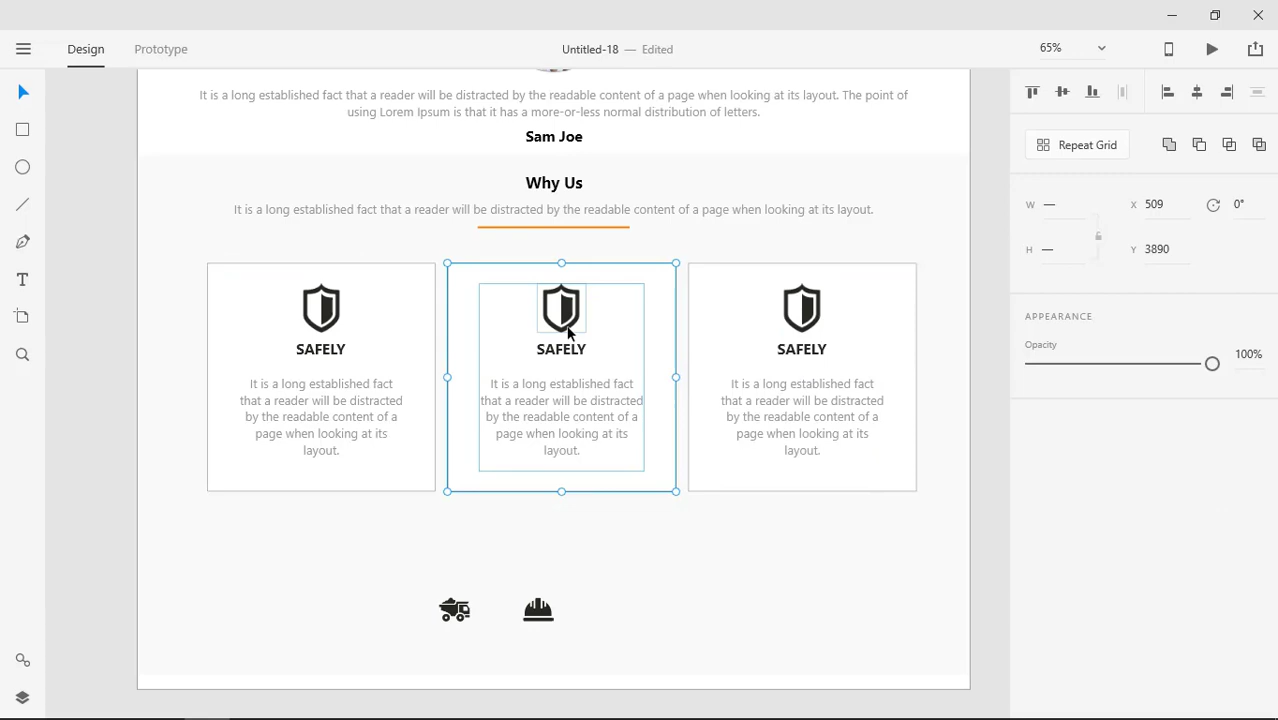 Design
Prototype
Untitled-18 — Edited
65%
It is a long established fact that a reader will be distracted by the readable content of a page when looking at its layout. The point of
using Lorem Ipsum is that it has a more-or-less normal distribution of letters.
Sam Joe
Why Us
It is a long established fact that a reader will be distracted by the readable content of a page when looking at its layout.
SAFELY
It is a long established fact
that a reader will be distracted
by the readable content of a
page when looking at its
layout.
SAFELY
It is a long established fact
that a reader will be distracted
by the readable content of a
page when looking at its
layout.
SAFELY
It is a long established fact
that a reader will be distracted
by the readable content of a
page when looking at its
layout.
Repeat Grid
W —
X 509
0°
H —
Y 3890
APPEARANCE
Opacity
100%